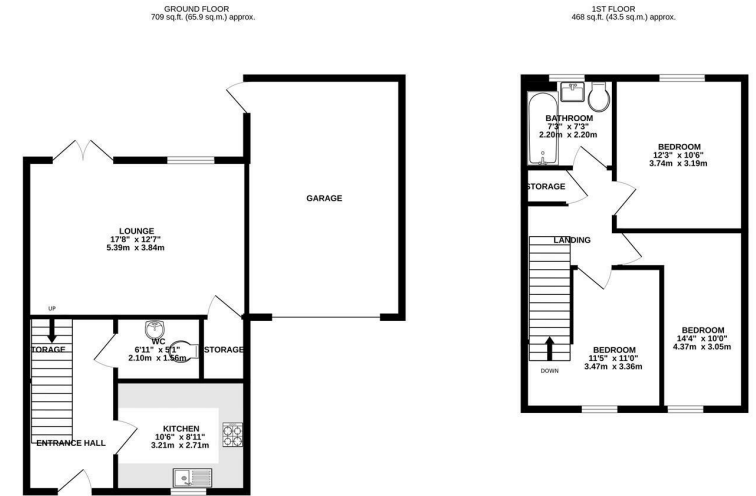 GROUND FLOOR
709 sq.ft. (65.9 sq.m.) approx.
LOUNGE
17'8" x 12'7"
5.39m x 3.84m
GARAGE
UP
TORAGE
WC
6'11" x 5'1"
2.10m x 1.56m
STORAGE
ENTRANCE HALL
KITCHEN
10'6" x 8'11"
3.21m x 2.71m
1ST FLOOR
468 sq.ft. (43.5 sq.m.) approx.
BATHROOM
7'3" x 7'3"
2.20m x 2.20m
BEDROOM
12'3" x 10'6"
3.74m x 3.19m
STORAGE
LANDING
BEDROOM
14'4" x 10'0"
4.37m x 3.05m
BEDROOM
11'5" x 11'0"
3.47m x 3.36m
DOWN